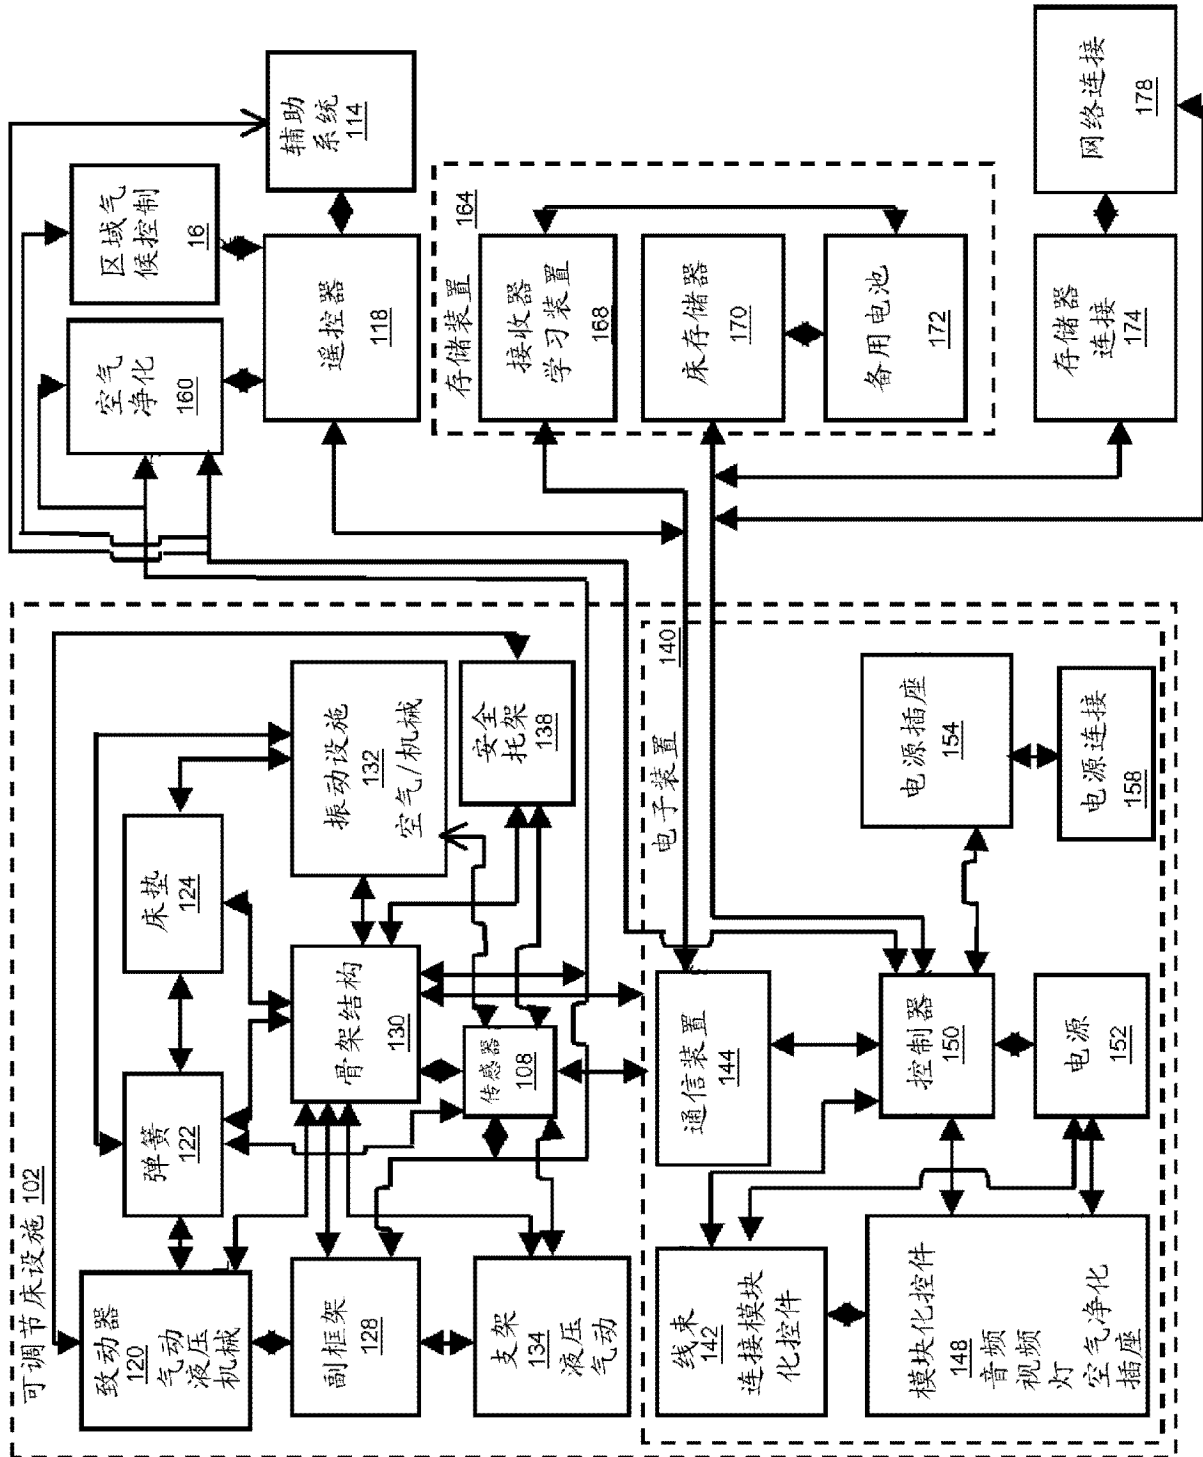 可调节床设施 102
致动器
120
气动
液压
机械
弹簧
122
床垫
124
副框架
128
骨架结构
130
振动设施
132
空气/机械
支架
134
液压
气动
传感器
108
安全
托架
138
电子装置
140
线束
142
连接模块
化控件
通信装置
144
模块化控件
148
音频
视频
灯
空气净化
插座
控制器
150
电源
152
电源插座
154
电源连接
158
空气
净化
160
区域气
候控制
16
遥控器
118
辅助
系统
114
存储装置
164
接收器
学习装置
168
床存储器
170
备用电池
172
存储器
连接
174
网络连接
178